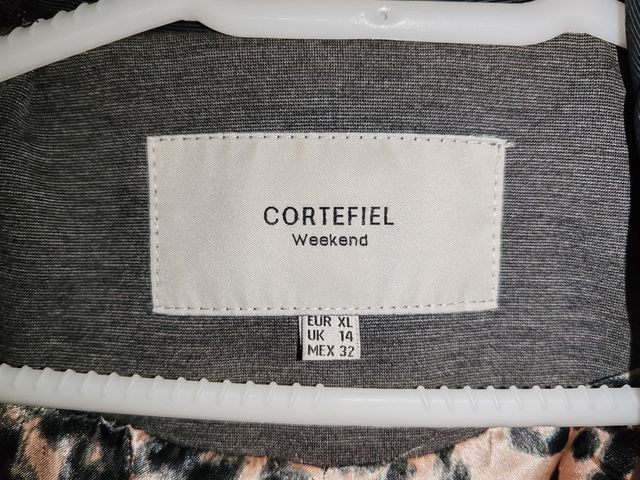 CORTEFIEL
Weekend
EUR XL
UK 14
MEX 32